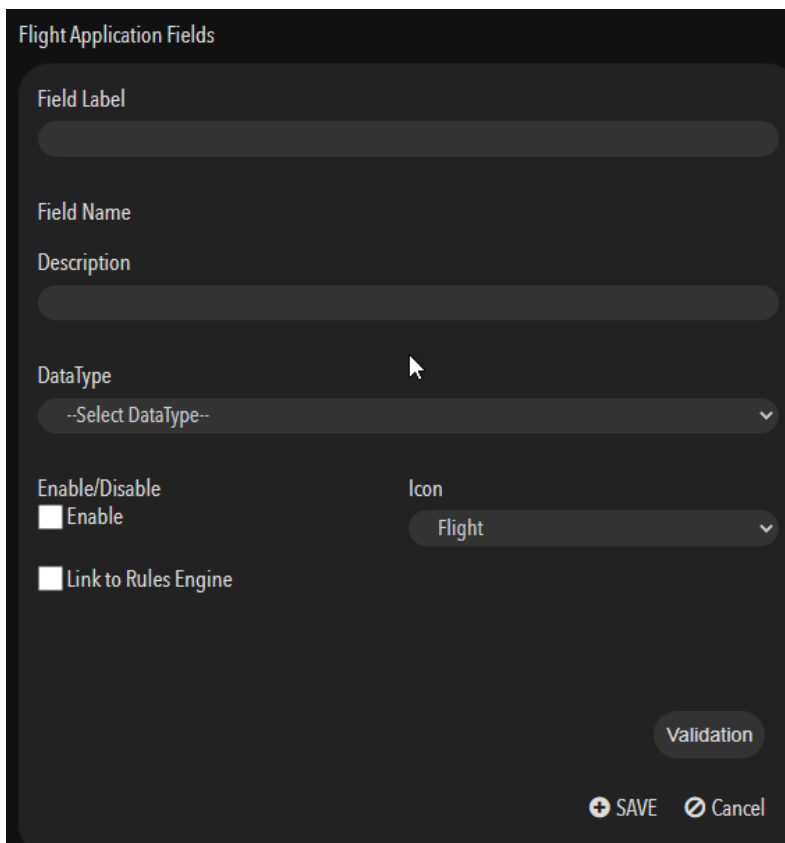 Flight Application Fields
Field Label
Field Name
Description
DataType
--Select DataType--
Enable/Disable
Icon
Enable
Flight
Link to Rules Engine
Validation
SAVE
Cancel